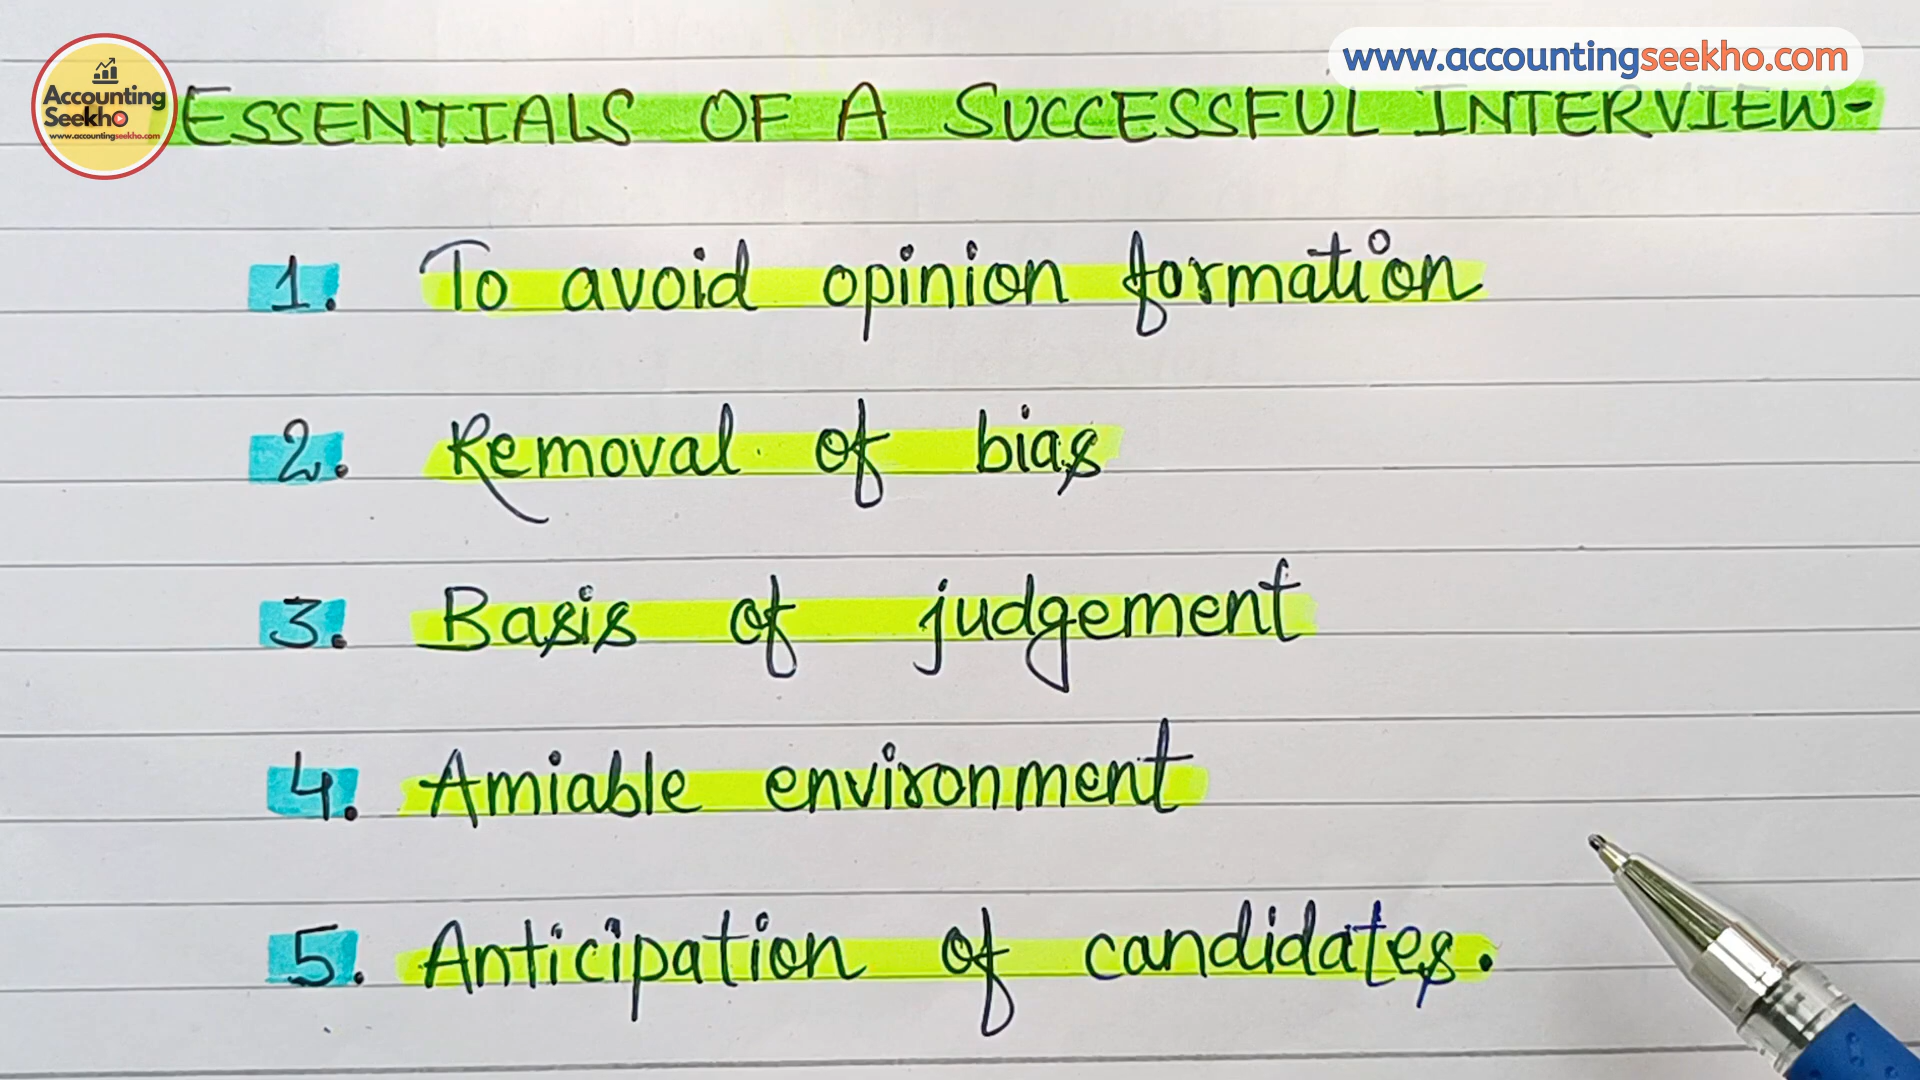 www.accountingseekho.com
Accounting
Seekho
www.accountingseekho.com
ESSENTIALS OF A SUCCESSFUL INTERVIEW-
1. To avoid opinion formation
2. Removal of bias
3. Basis of judgement
4. Amiable environment
5. Anticipation of candidates.